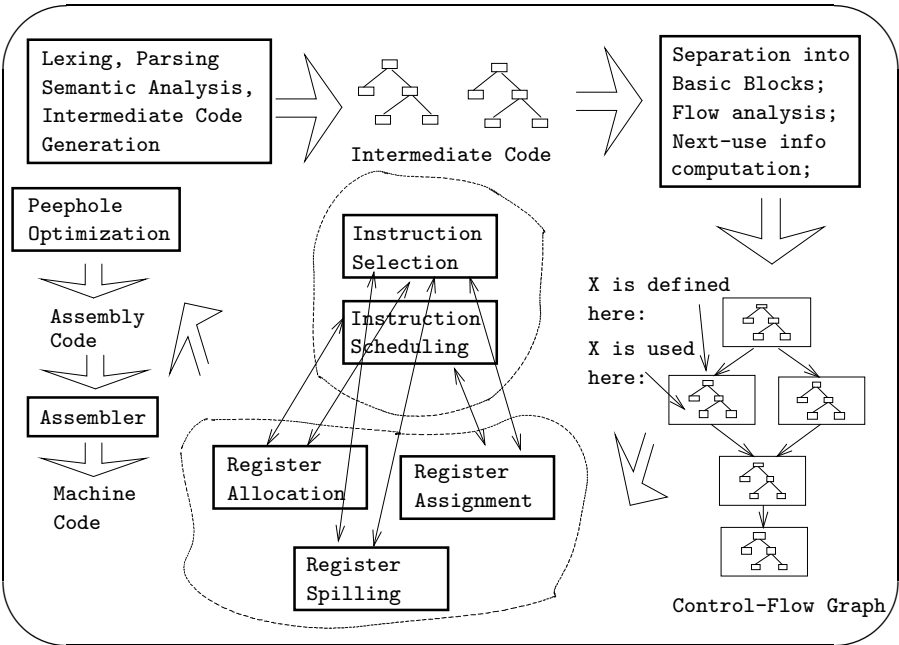 Lexing, Parsing
Semantic Analysis,
Intermediate Code
Generation
Intermediate Code
Separation into
Basic Blocks;
Flow analysis;
Next-use info
computation;
Peephole
Optimization
Assembly
Code
Assembler
Machine
Code
Instruction
Selection
Instruction
Scheduling
Register
Allocation
Register
Assignment
Register
Spilling
X is defined
here:
X is used
here:
Control-Flow Graph